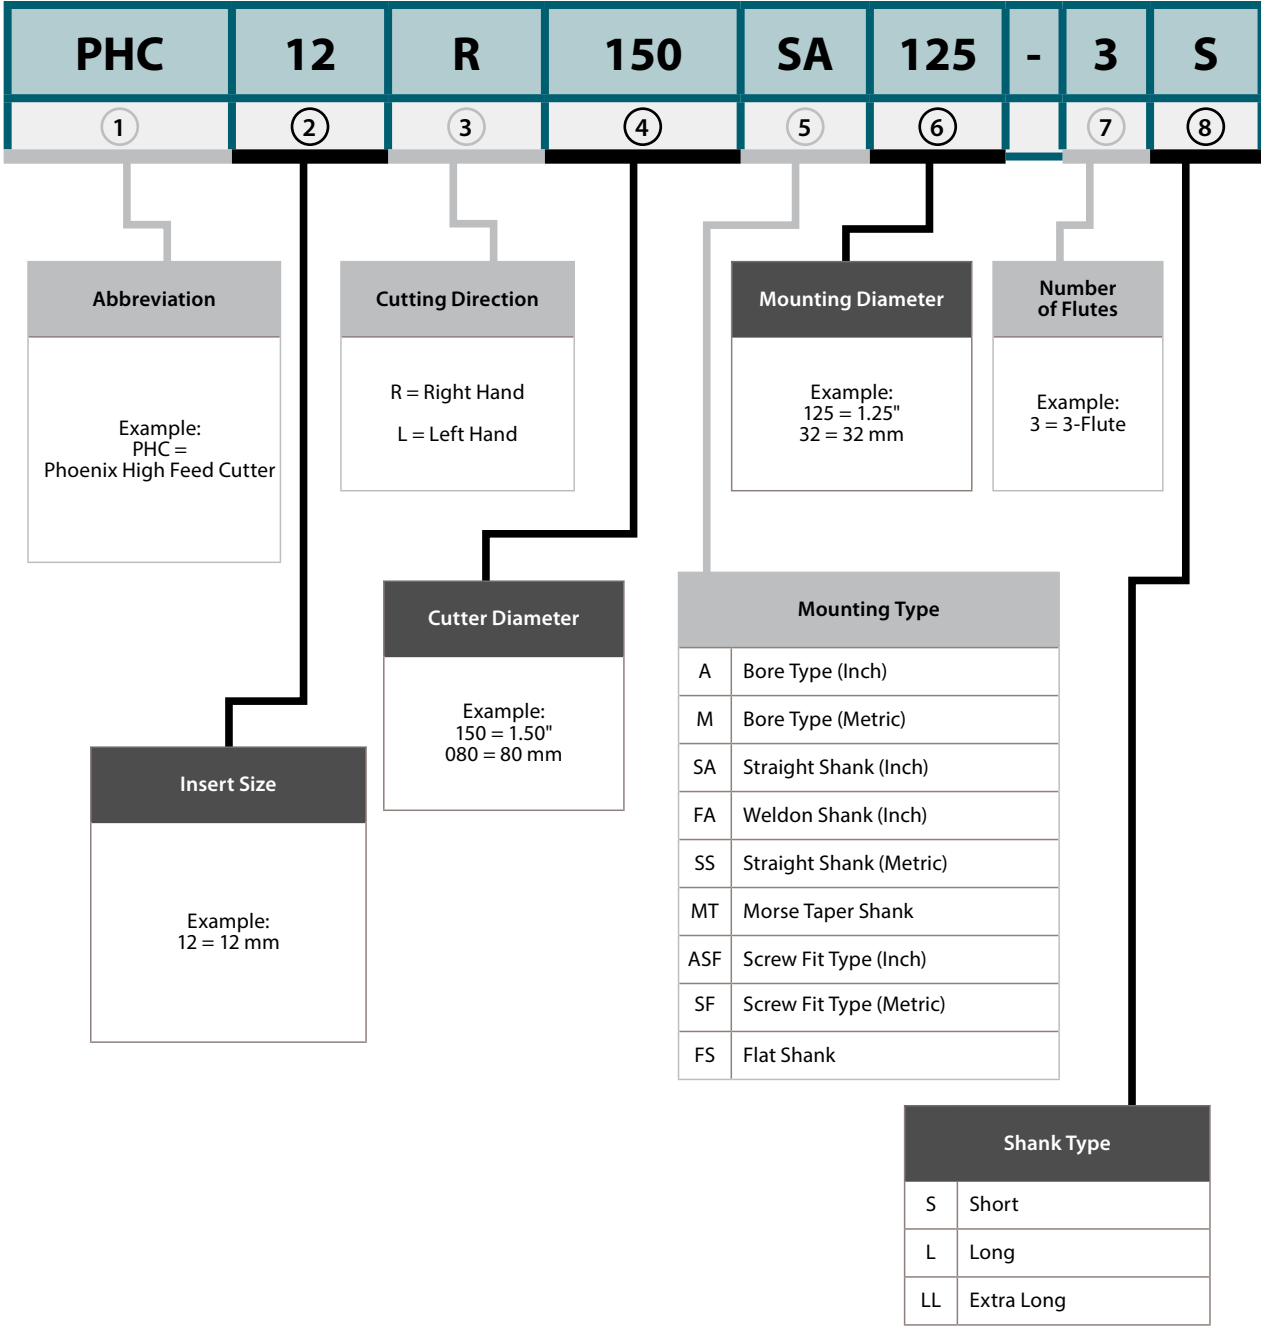 PHC 12 R 150 SA 125 - 3 S
1 2 3 4 5 6 7 8
Abbreviation
Example:
PHC =
Phoenix High Feed Cutter
Cutting Direction
R = Right Hand
L = Left Hand
Mounting Diameter
Example:
125 = 1.25"
32 = 32 mm
Number
of Flutes
Example:
3 = 3-Flute
Cutter Diameter
Example:
150 = 1.50"
080 = 80 mm
Mounting Type
A Bore Type (Inch)
M Bore Type (Metric)
SA Straight Shank (Inch)
FA Weldon Shank (Inch)
SS Straight Shank (Metric)
MT Morse Taper Shank
ASF Screw Fit Type (Inch)
SF Screw Fit Type (Metric)
FS Flat Shank
Insert Size
Example:
12 = 12 mm
Shank Type
S Short
L Long
LL Extra Long